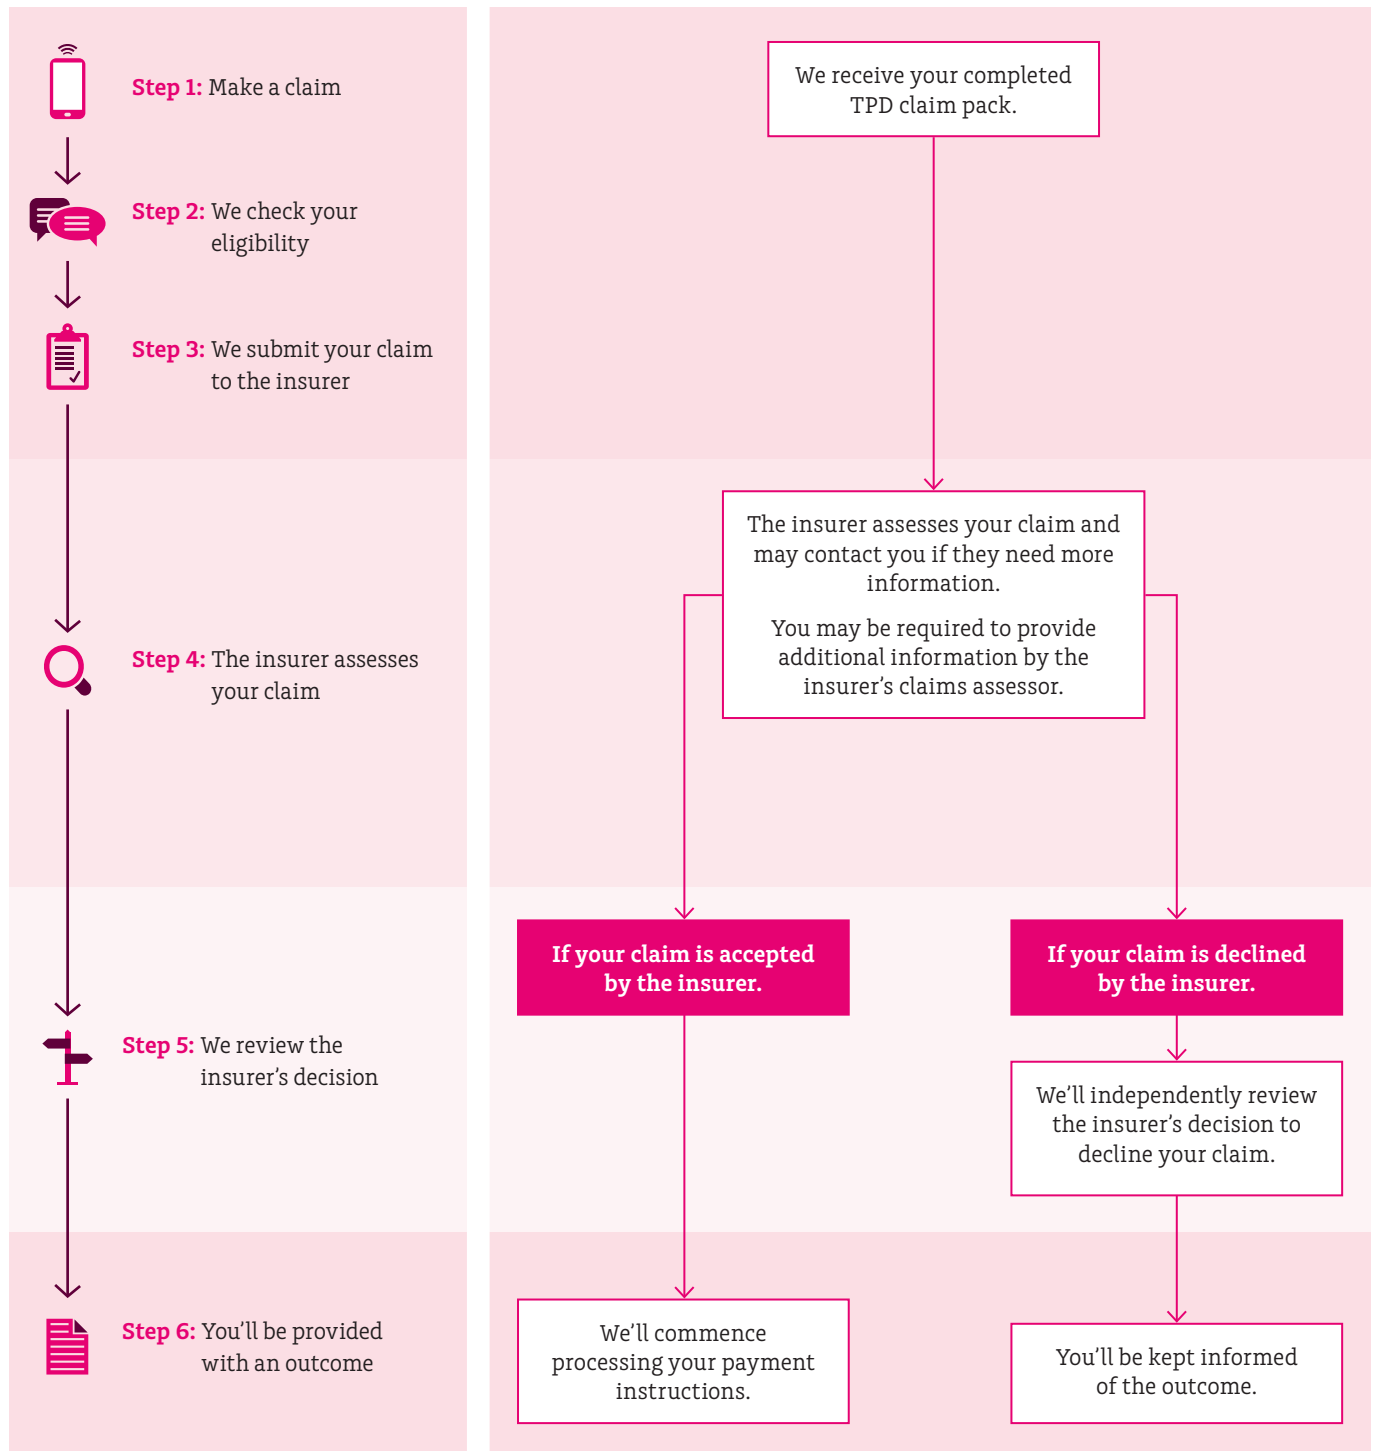 Step 1: Make a claim
Step 2: We check your
eligibility
Step 3: We submit your claim
to the insurer
Step 4: The insurer assesses
your claim
Step 5: We review the
insurer’s decision
Step 6: You’ll be provided
with an outcome
We receive your completed
TPD claim pack.
The insurer assesses your claim and
may contact you if they need more
information.
You may be required to provide
additional information by the
insurer’s claims assessor.
If your claim is accepted
by the insurer.
We’ll commence
processing your payment
instructions.
If your claim is declined
by the insurer.
We’ll independently review
the insurer’s decision to
decline your claim.
You’ll be kept informed
of the outcome.